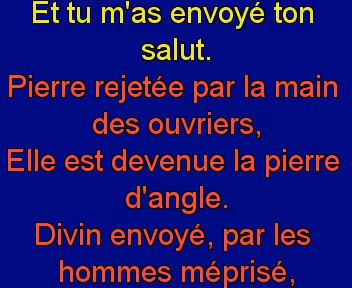 Et tu m'as envoyé ton
salut.
Pierre rejetée par la main
des ouvriers,
Elle est devenue la pierre
d'angle.
Divin envoyé, par les
hommes méprisé,